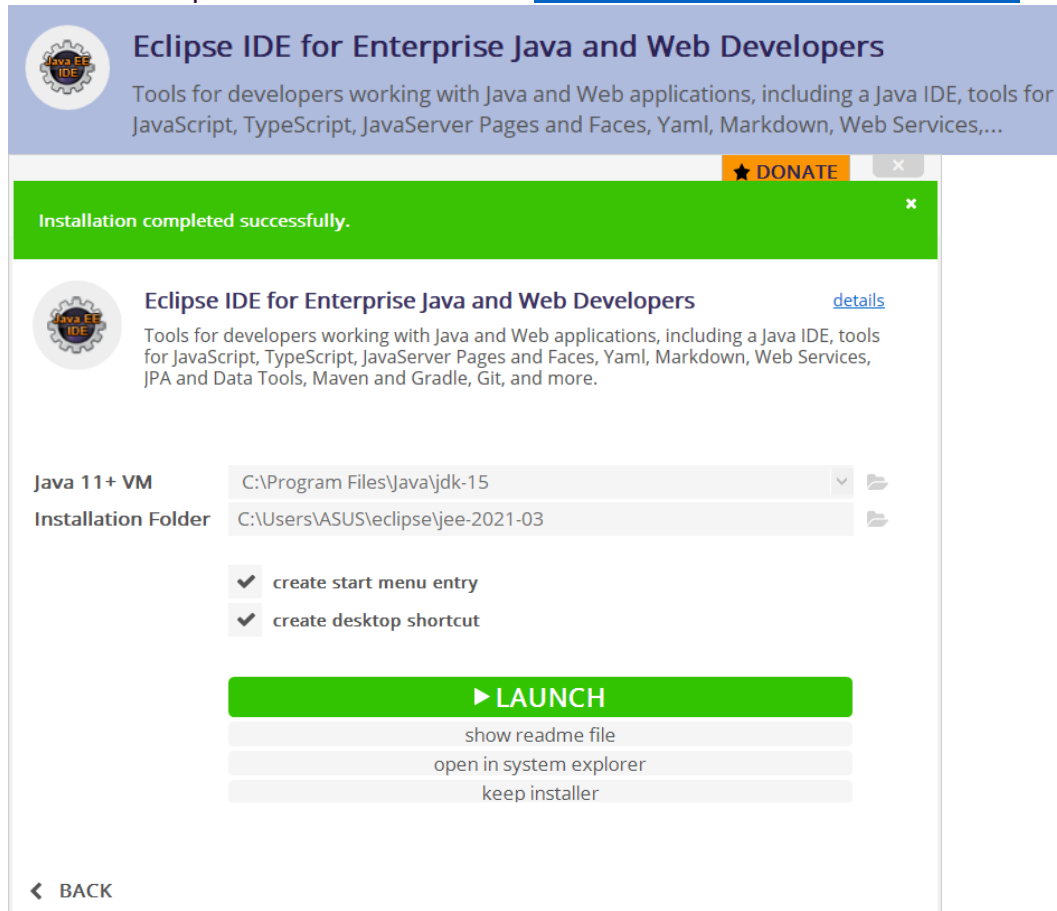 Eclipse IDE for Enterprise Java and Web Developers
Java EE
IDE
Tools for developers working with Java and Web applications, including a Java IDE, tools for
JavaScript, TypeScript, JavaServer Pages and Faces, Yaml, Markdown, Web Services,...
★ DONATE
×
Installation completed successfully.
×
Eclipse IDE for Enterprise Java and Web Developers
details
Java EE
IDE
Tools for developers working with Java and Web applications, including a Java IDE, tools
for JavaScript, TypeScript, JavaServer Pages and Faces, Yaml, Markdown, Web Services,
JPA and Data Tools, Maven and Gradle, Git, and more.
Java 11+ VM
C:\Program Files\Java\jdk-15
Installation Folder
C:\Users\ASUS\eclipse\jee-2021-03
create start menu entry
create desktop shortcut
LAUNCH
show readme file
open in system explorer
keep installer
BACK